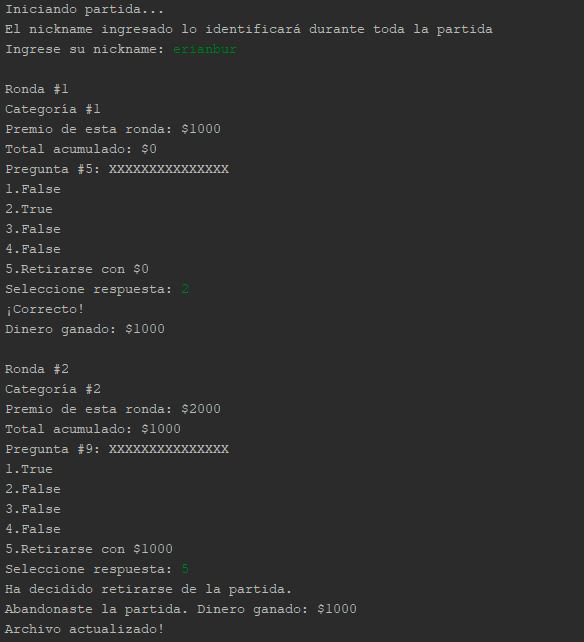 Iniciando partida...
El nickname ingresado lo identificará durante toda la partida
Ingrese su nickname: erianbur
Ronda #1
Categoría #1
Premio de esta ronda: $1000
Total acumulado: $0
Pregunta #5: XXXXXXXXXXXXXXX
1.False
2.True
3.False
4.False
5.Retirarse con $0
Seleccione respuesta: 2
¡Correcto!
Dinero ganado: $1000
Ronda #2
Categoría #2
Premio de esta ronda: $2000
Total acumulado: $1000
Pregunta #9: XXXXXXXXXXXXXXX
1.True
2.False
3.False
4.False
5.Retirarse con $1000
Seleccione respuesta: 5
Ha decidido retirarse de la partida.
Abandonaste la partida. Dinero ganado: $1000
Archivo actualizado!